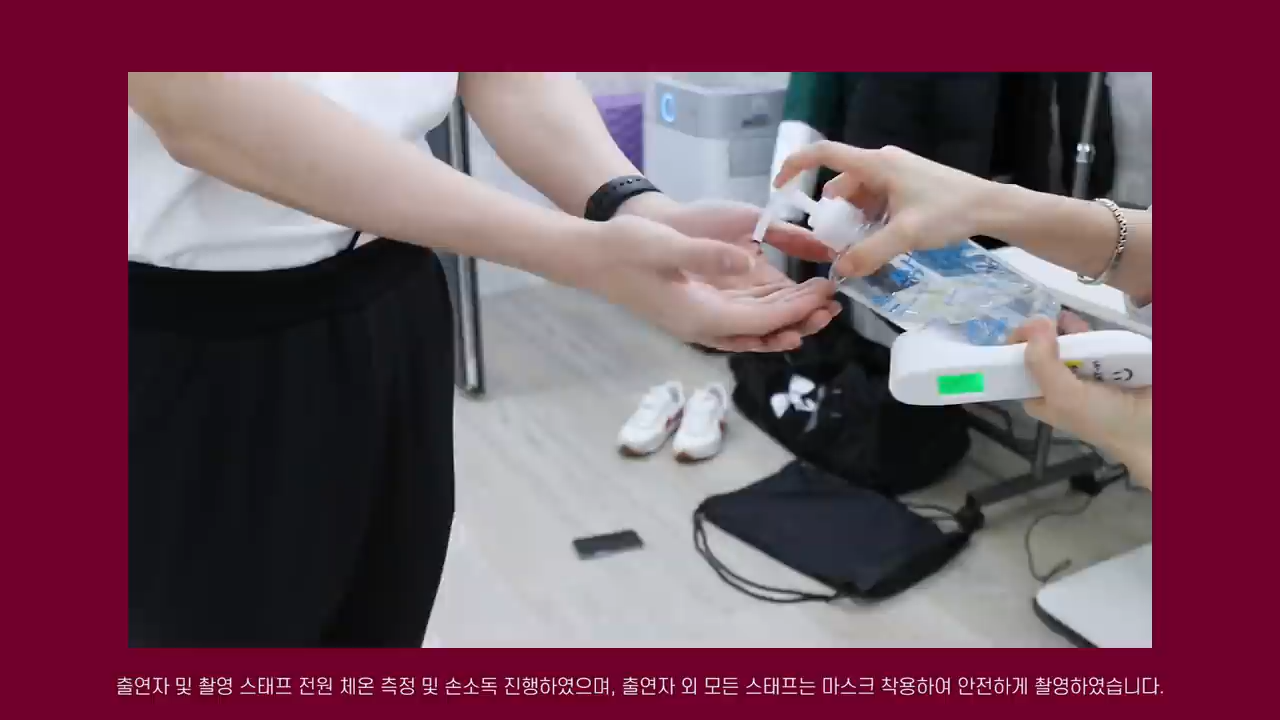 출연자 및 촬영 스태프 전원 체온 측정 및 손소독 진행하였으며, 출연자 외 모든 스태프는 마스크 착용하여 안전하게 촬영하였습니다.